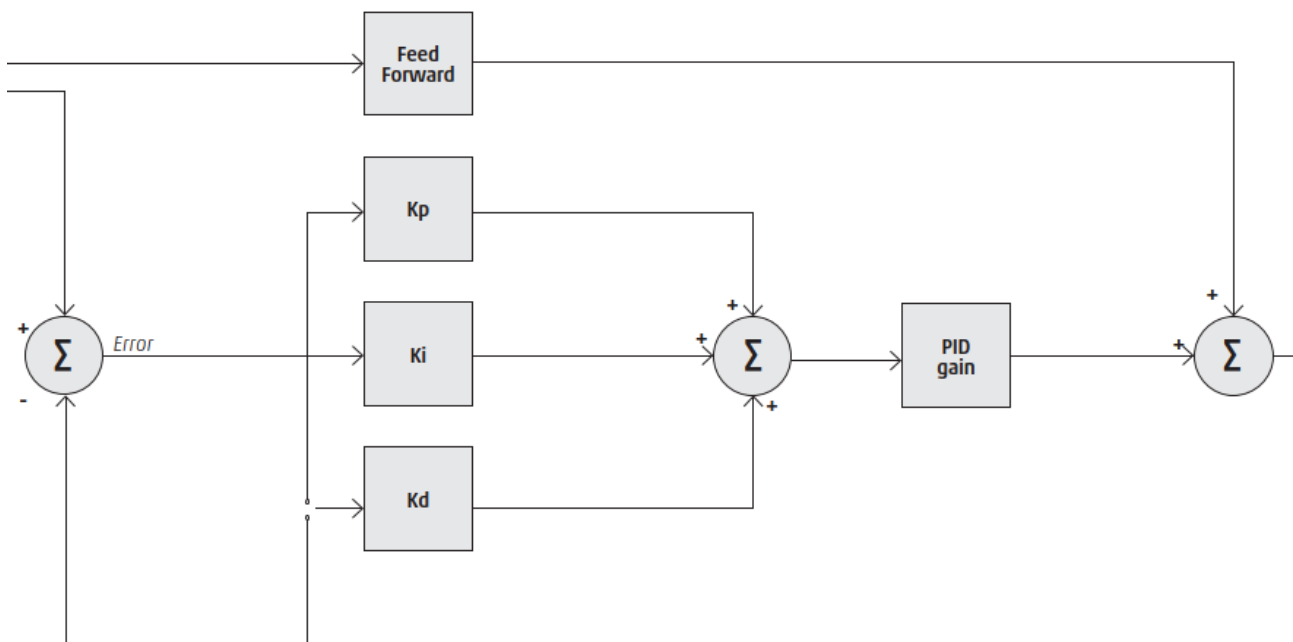 Feed
Forward
Kp
+
+
Σ
Error
-
Ki
+
+
Σ
+
PID
gain
+
+
Σ
Kd